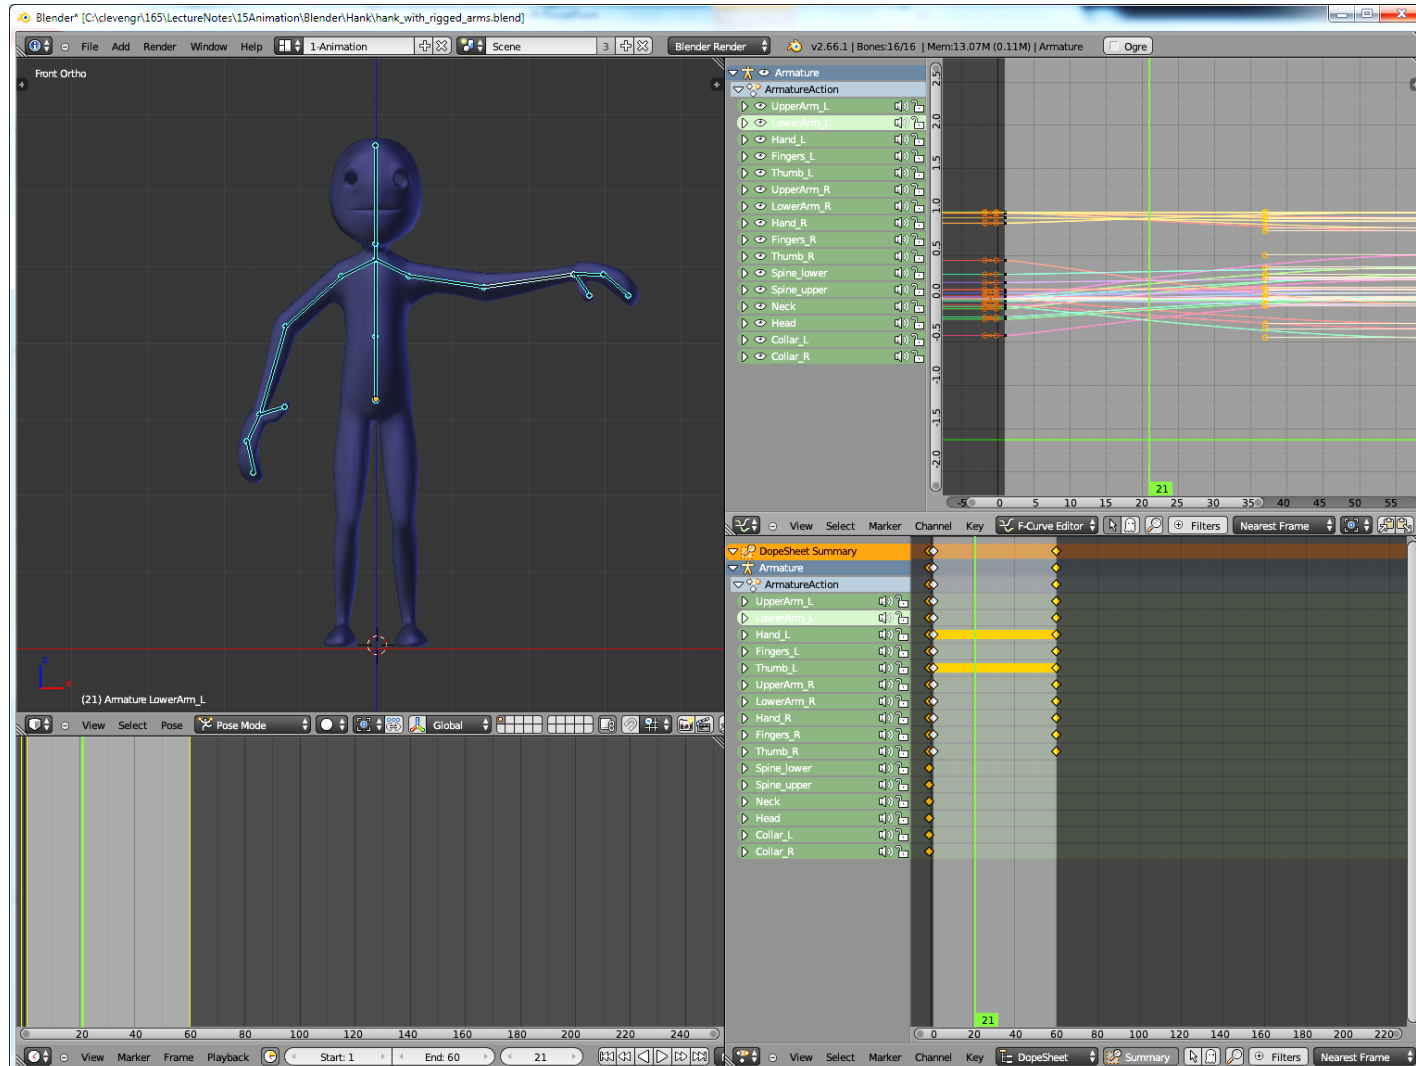 Blender* [C:\clevengr\165\LectureNotes\15Animation\Blender\Hank\hank_with_rigged_arms.blend]
File Add Render Window Help 1-Animation Scene 3 Blender Render v2.66.1 | Bones:16/16 | Mem:13.07M (0.11M) | Armature Ogre
Front Ortho
z
x
(21) Armature LowerArm_L
View Select Pose Pose Mode Global
20 40 60 80 100 120 140 160 180 200 220 240
View Marker Frame Playback Start: 1 End: 60 21
Armature
ArmatureAction
UpperArm_L
LowerArm_L
Hand_L
Fingers_L
Thumb_L
UpperArm_R
LowerArm_R
Hand_R
Fingers_R
Thumb_R
Spine_lower
Spine_upper
Neck
Head
Collar_L
Collar_R
2.5
2.0
1.5
1.0
0.5
0.0
-0.5
-1.0
-1.5
-2.0
21
-5 0 5 10 15 20 25 30 35 40 45 50 55
View Select Marker Channel Key F-Curve Editor Filters Nearest Frame
DopeSheet Summary
Armature
ArmatureAction
UpperArm_L
LowerArm_L
Hand_L
Fingers_L
Thumb_L
UpperArm_R
LowerArm_R
Hand_R
Fingers_R
Thumb_R
Spine_lower
Spine_upper
Neck
Head
Collar_L
Collar_R
21
0 20 40 60 80 100 120 140 160 180 200 220
View Select Marker Channel Key DopeSheet Summary Filters Nearest Frame